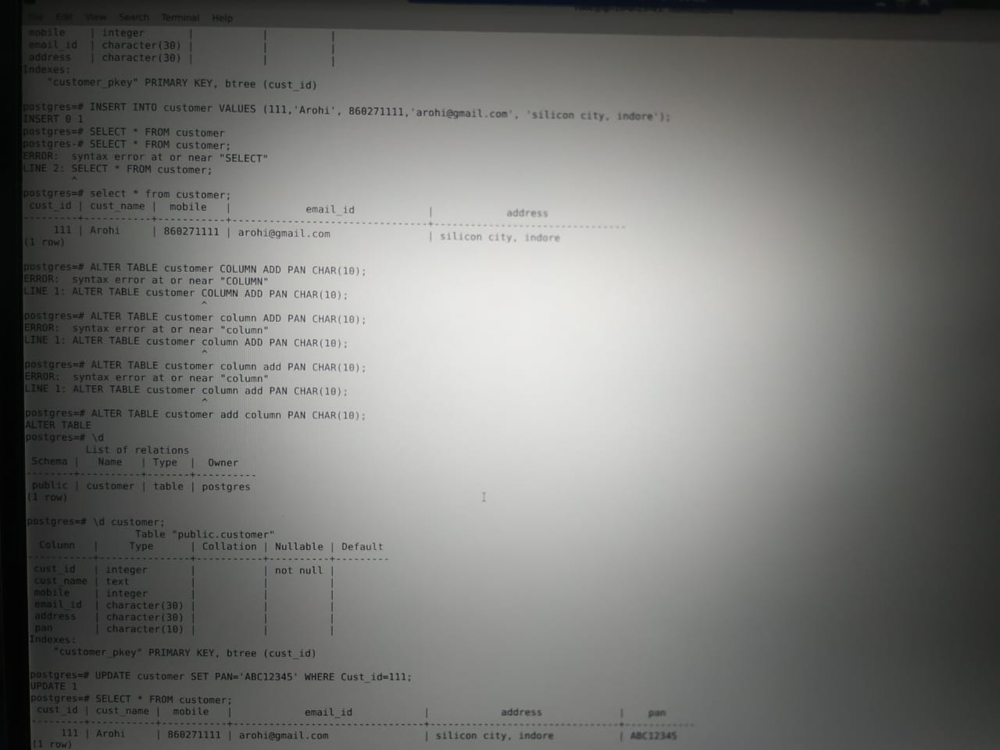 File Edit View Search Terminal Help
mobile | integer | | |
email_id | character(30) | | |
address | character(30) | | |
Indexes:
"customer_pkey" PRIMARY KEY, btree (cust_id)
postgres=# INSERT INTO customer VALUES (111,'Arohi', 860271111,'arohi@gmail.com', 'silicon city, indore');
INSERT 0 1
postgres=# SELECT * FROM customer
postgres-# SELECT * FROM customer;
ERROR: syntax error at or near "SELECT"
LINE 2: SELECT * FROM customer;
^
postgres=# select * from customer;
cust_id | cust_name | mobile | email_id | address
---------+-----------+-----------+--------------------------------+--------------------------------
111 | Arohi | 860271111 | arohi@gmail.com | silicon city, indore
(1 row)
postgres=# ALTER TABLE customer COLUMN ADD PAN CHAR(10);
ERROR: syntax error at or near "COLUMN"
LINE 1: ALTER TABLE customer COLUMN ADD PAN CHAR(10);
^
postgres=# ALTER TABLE customer column ADD PAN CHAR(10);
ERROR: syntax error at or near "column"
LINE 1: ALTER TABLE customer column ADD PAN CHAR(10);
^
postgres=# ALTER TABLE customer column add PAN CHAR(10);
ERROR: syntax error at or near "column"
LINE 1: ALTER TABLE customer column add PAN CHAR(10);
^
postgres=# ALTER TABLE customer add column PAN CHAR(10);
ALTER TABLE
postgres=# \d
List of relations
Schema | Name | Type | Owner
--------+----------+-------+----------
public | customer | table | postgres
(1 row)
postgres=# \d customer;
Table "public.customer"
Column | Type | Collation | Nullable | Default
-----------+---------------+-----------+----------+---------
cust_id | integer | | not null |
cust_name | text | | |
mobile | integer | | |
email_id | character(30) | | |
address | character(30) | | |
pan | character(10) | | |
Indexes:
"customer_pkey" PRIMARY KEY, btree (cust_id)
postgres=# UPDATE customer SET PAN='ABC12345' WHERE Cust_id=111;
UPDATE 1
postgres=# SELECT * FROM customer;
cust_id | cust_name | mobile | email_id | address | pan
---------+-----------+-----------+--------------------------------+--------------------------------+------------
111 | Arohi | 860271111 | arohi@gmail.com | silicon city, indore | ABC12345
(1 row)